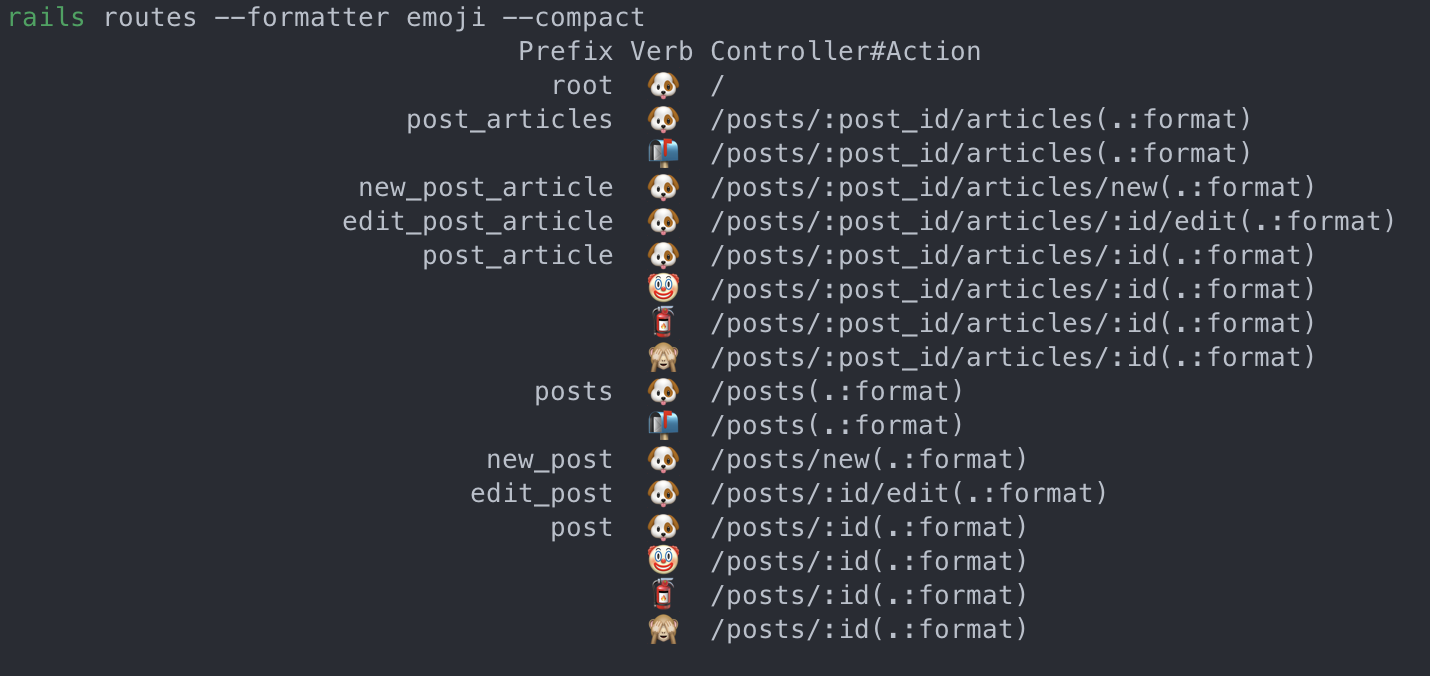 rails routes --formatter emoji --compact
Prefix Verb Controller#Action
root 🐶 /
post_articles 🐶 /posts/:post_id/articles(.:format)
📬 /posts/:post_id/articles(.:format)
new_post_article 🐶 /posts/:post_id/articles/new(.:format)
edit_post_article 🐶 /posts/:post_id/articles/:id/edit(.:format)
post_article 🐶 /posts/:post_id/articles/:id(.:format)
🤡 /posts/:post_id/articles/:id(.:format)
🧯 /posts/:post_id/articles/:id(.:format)
🙈 /posts/:post_id/articles/:id(.:format)
posts 🐶 /posts(.:format)
📬 /posts(.:format)
new_post 🐶 /posts/new(.:format)
edit_post 🐶 /posts/:id/edit(.:format)
post 🐶 /posts/:id(.:format)
🤡 /posts/:id(.:format)
🧯 /posts/:id(.:format)
🙈 /posts/:id(.:format)